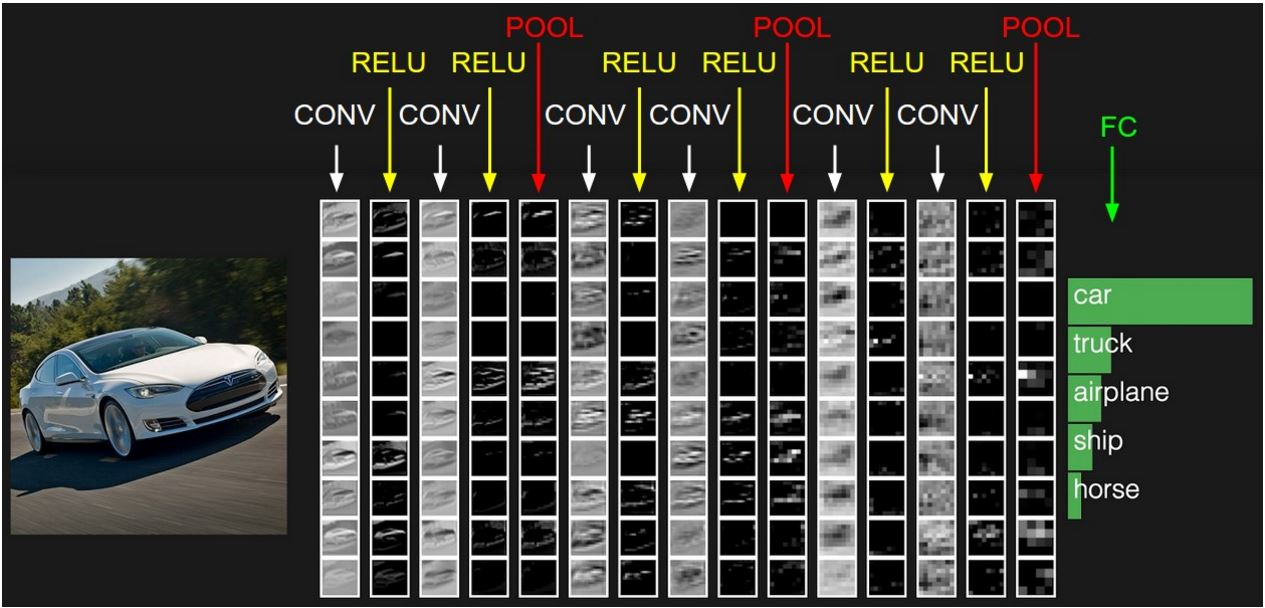 POOL POOL POOL
RELU RELU RELU RELU RELU RELU
CONV CONV CONV CONV CONV CONV
FC
car
truck
airplane
ship
horse